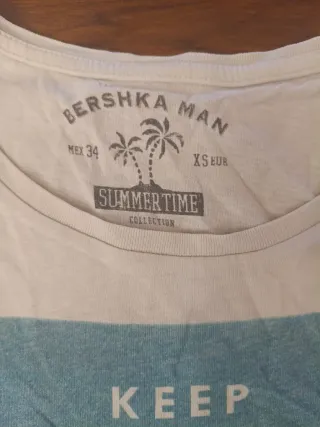 BERSHKA MAN
MEX 34 XS EUR
SUMMERTIME
COLLECTION
KEEP